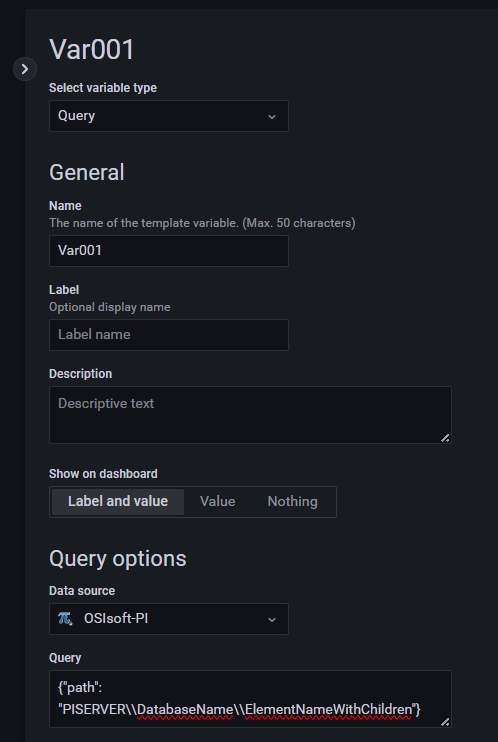 Var001
Select variable type
Query
General
Name
The name of the template variable. (Max. 50 characters)
Var001
Label
Optional display name
Label name
Description
Descriptive text
Show on dashboard
Label and value Value Nothing
Query options
Data source
OSIsoft-PI
Query
{"path":
"PISERVER\\DatabaseName\\ElementNameWithChildren"}